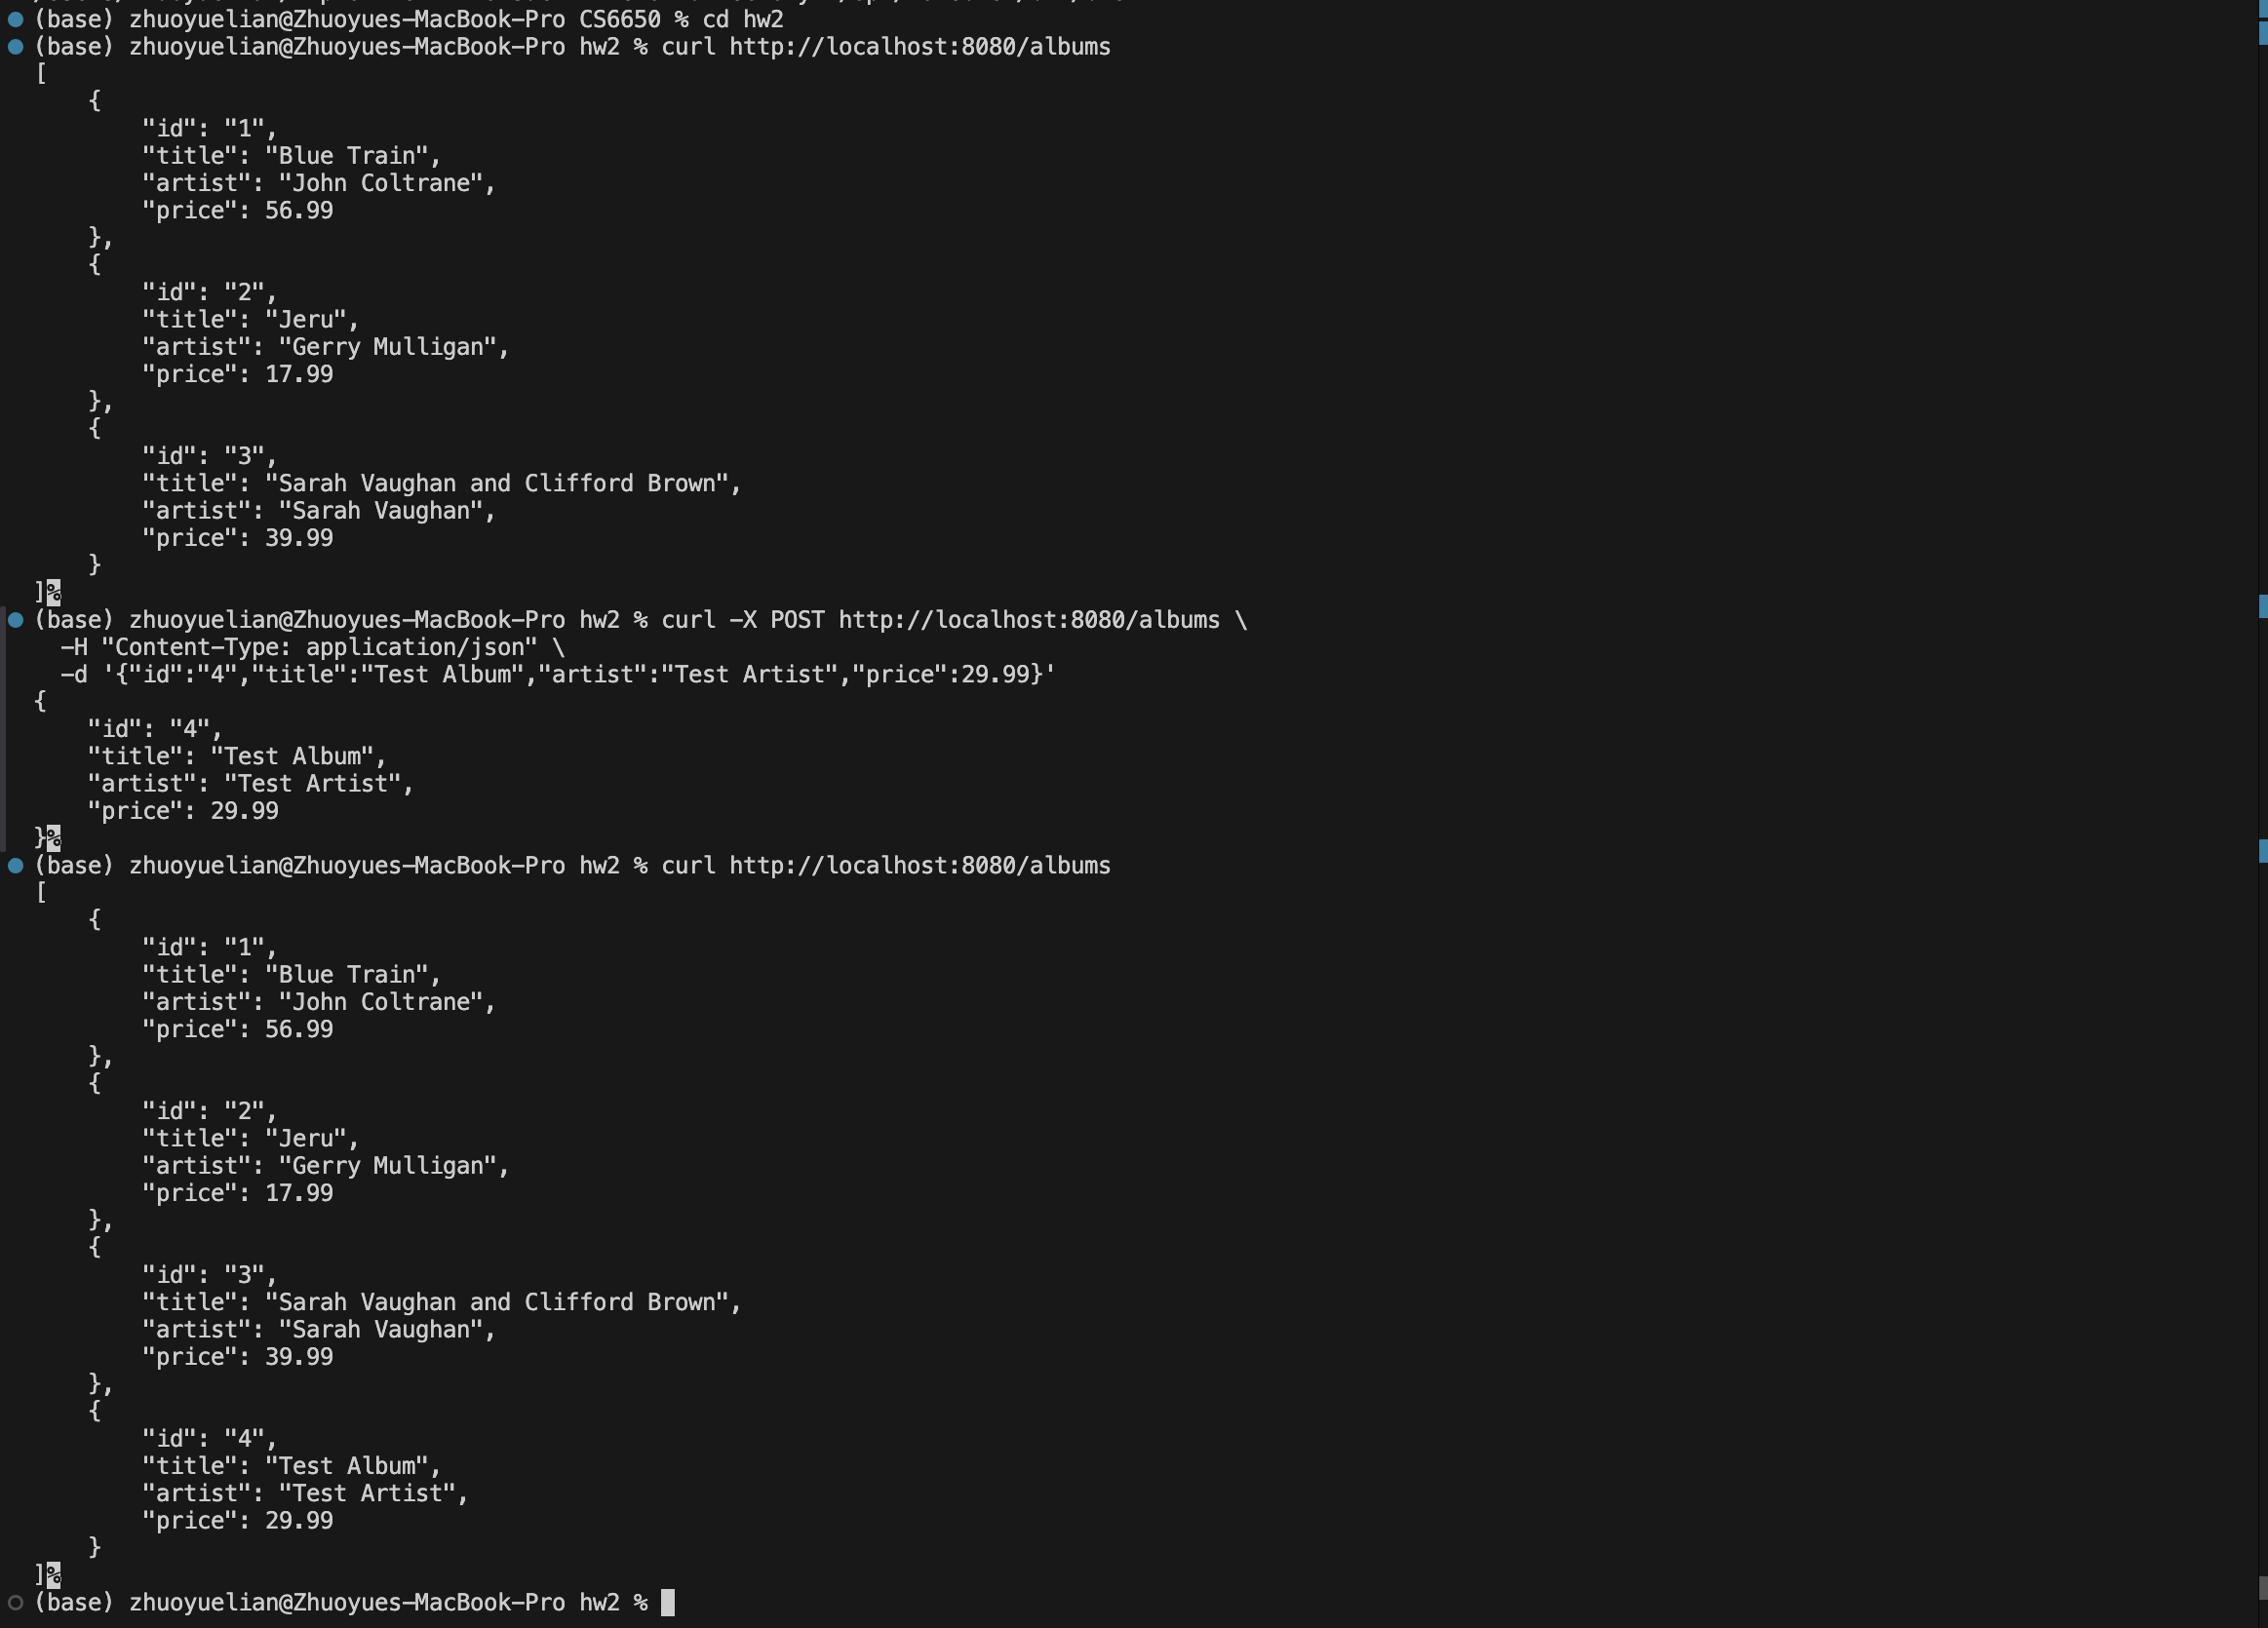 (base) zhuoyuelian@Zhuoyues-MacBook-Pro CS6650 % cd hw2
(base) zhuoyuelian@Zhuoyues-MacBook-Pro hw2 % curl http://localhost:8080/albums
[
    {
        "id": "1",
        "title": "Blue Train",
        "artist": "John Coltrane",
        "price": 56.99
    },
    {
        "id": "2",
        "title": "Jeru",
        "artist": "Gerry Mulligan",
        "price": 17.99
    },
    {
        "id": "3",
        "title": "Sarah Vaughan and Clifford Brown",
        "artist": "Sarah Vaughan",
        "price": 39.99
    }
]%
(base) zhuoyuelian@Zhuoyues-MacBook-Pro hw2 % curl -X POST http://localhost:8080/albums \
  -H "Content-Type: application/json" \
  -d '{"id":"4","title":"Test Album","artist":"Test Artist","price":29.99}'
{
    "id": "4",
    "title": "Test Album",
    "artist": "Test Artist",
    "price": 29.99
}%
(base) zhuoyuelian@Zhuoyues-MacBook-Pro hw2 % curl http://localhost:8080/albums
[
    {
        "id": "1",
        "title": "Blue Train",
        "artist": "John Coltrane",
        "price": 56.99
    },
    {
        "id": "2",
        "title": "Jeru",
        "artist": "Gerry Mulligan",
        "price": 17.99
    },
    {
        "id": "3",
        "title": "Sarah Vaughan and Clifford Brown",
        "artist": "Sarah Vaughan",
        "price": 39.99
    },
    {
        "id": "4",
        "title": "Test Album",
        "artist": "Test Artist",
        "price": 29.99
    }
]%
(base) zhuoyuelian@Zhuoyues-MacBook-Pro hw2 %